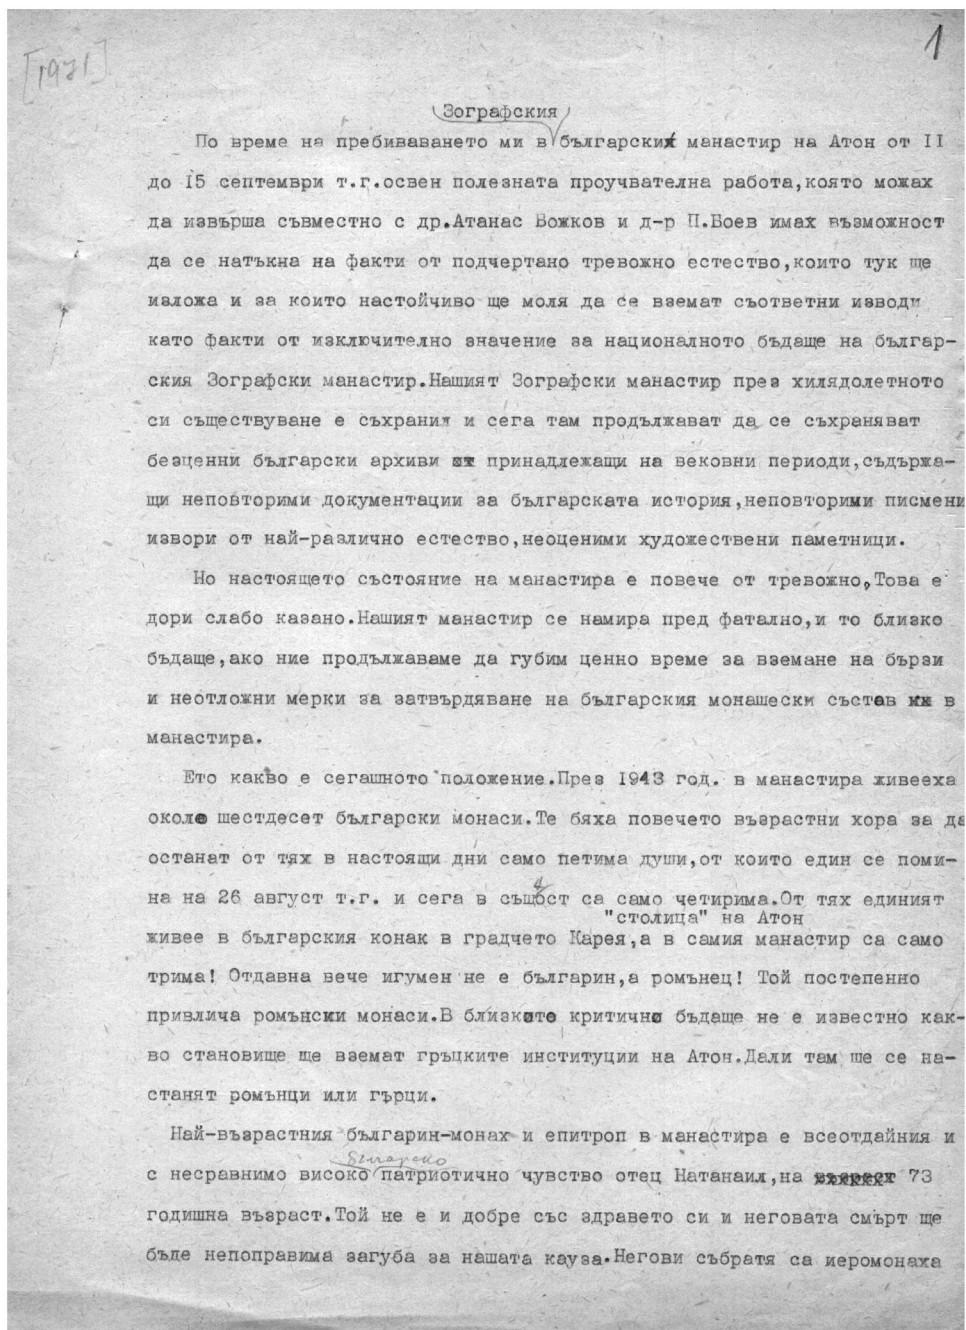 1
[1971]
Зографския
По време на пребиваването ми в български манастир на Атон от II
до 15 септември т.г.освен полезната проучвателна работа,която можах
да извърша съвместно с др.Атанас Божков и д-р П.Боев имах възможност
да се натъкна на факти от подчертано тревожно естество,които тук ще
изложа и за които настойчиво ще моля да се вземат съответни изводи
като факти от изключително значение за националното бъдаще на българ-
ския Зографски манастир.Нашият Зографски манастир през хилядолетното
си съществуване е съхранил и сега там продължават да се съхраняват
безценни български архиви принадлежащи на вековни периоди,съдържа-
щи неповторими документации за българската история,неповторими писмени
извори от най-различно естество,неоценими художествени паметници.
Но настоящето състояние на манастира е повече от тревожно,Това е
дори слабо казано.Нашият манастир се намира пред фатално,и то близко
бъдаще,ако ние продължаваме да губим ценно време за вземане на бързи
и неотложни мерки за затвърдяване на българския монашески състав в
манастира.
Ето какво е сегашното положение.През 1943 год. в манастира живееха
около шестдесет български монаси.Те бяха повечето възрастни хора за да
останат от тях в настоящи дни само петима души,от които един се поми-
на на 26 август т.г. и сега в същост са само четирима.От тях единият
"столица" на Атон
живее в българския конак в градчето Карея,а в самия манастир са само
трима! Отдавна вече игумен не е българин,а ромънец! Той постепенно
привлича ромънски монаси.В близкото критично бъдаще не е известно как-
во становище ще вземат гръцките институции на Атон.Дали там ше се на-
станят ромънци или гърци.
Най-възрастния българин-монах и епитроп в манастира е всеотдайния и
българско
с несравнимо високо патриотично чувство отец Натанаил,на 73
годишна възраст.Той не е и добре със здравето си и неговата смърт ще
бъде непоправима загуба за нашата кауза.Негови събратя са иеромонаха